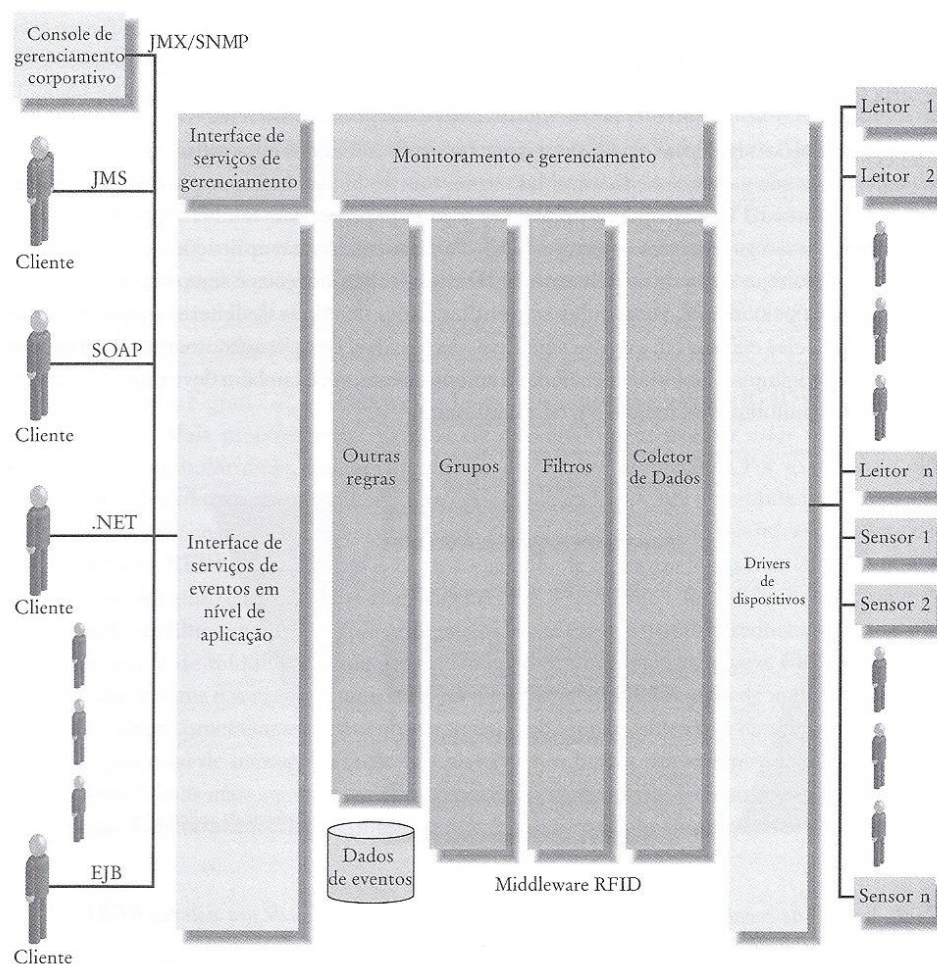 Console de
gerenciamento
corporativo
JMX/SNMP
JMS
Cliente
SOAP
Cliente
.NET
Cliente
EJB
Cliente
Interface de
serviços de
gerenciamento
Interface de
serviços de
eventos em
nível de
aplicação
Monitoramento e gerenciamento
Outras
regras
Grupos
Filtros
Coletor
de Dados
Dados
de eventos
Middleware RFID
Drivers
de
dispositivos
Leitor 1
Leitor 2
Leitor n
Sensor 1
Sensor 2
Sensor n